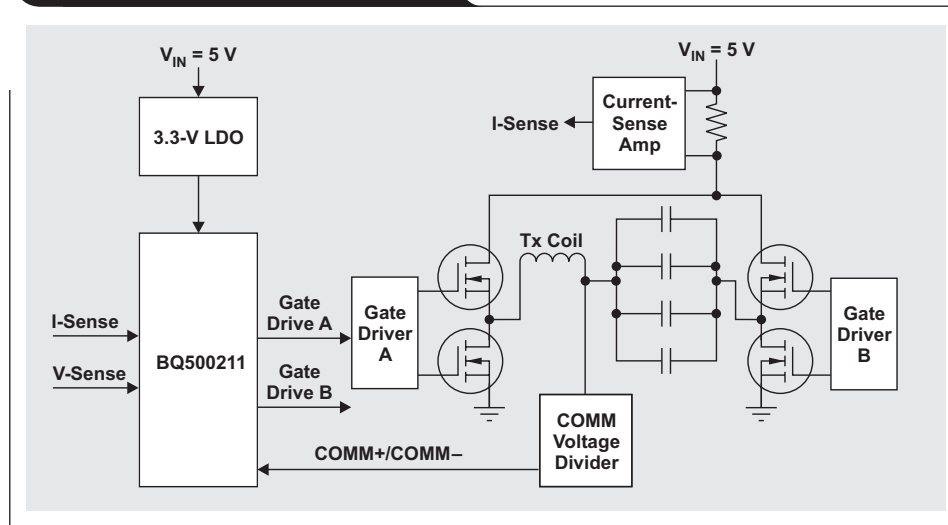 V_IN = 5 V
3.3-V LDO
I-Sense
V-Sense
BQ500211
Gate
Drive A
Gate
Drive B
COMM+/COMM–
Gate
Driver
A
Tx Coil
COMM
Voltage
Divider
V_IN = 5 V
Current-
Sense
Amp
I-Sense
Gate
Driver
B